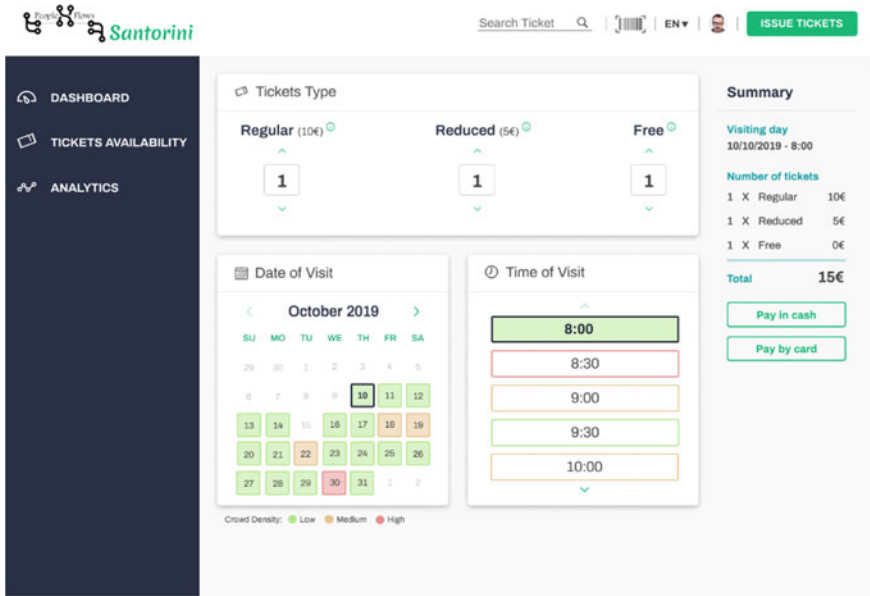 People Flows
Santorini
Search Ticket
EN
ISSUE TICKETS
DASHBOARD
TICKETS AVAILABILITY
ANALYTICS
Tickets Type
Regular (10€)
Reduced (5€)
Free
1
1
1
Date of Visit
October 2019
SU MO TU WE TH FR SA
29 30 1 2 3 4 5
6 7 8 9 10 11 12
13 14 15 16 17 18 19
20 21 22 23 24 25 26
27 28 29 30 31 1 2
Crowd Density: Low Medium High
Time of Visit
8:00
8:30
9:00
9:30
10:00
Summary
Visiting day
10/10/2019 - 8:00
Number of tickets
1 X Regular 10€
1 X Reduced 5€
1 X Free 0€
Total 15€
Pay in cash
Pay by card